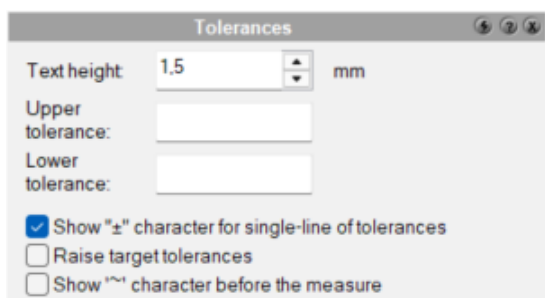 Tolerances
Text height: 1,5 mm
Upper
tolerance:
Lower
tolerance:
Show "±" character for single-line of tolerances
Raise target tolerances
Show '~' character before the measure